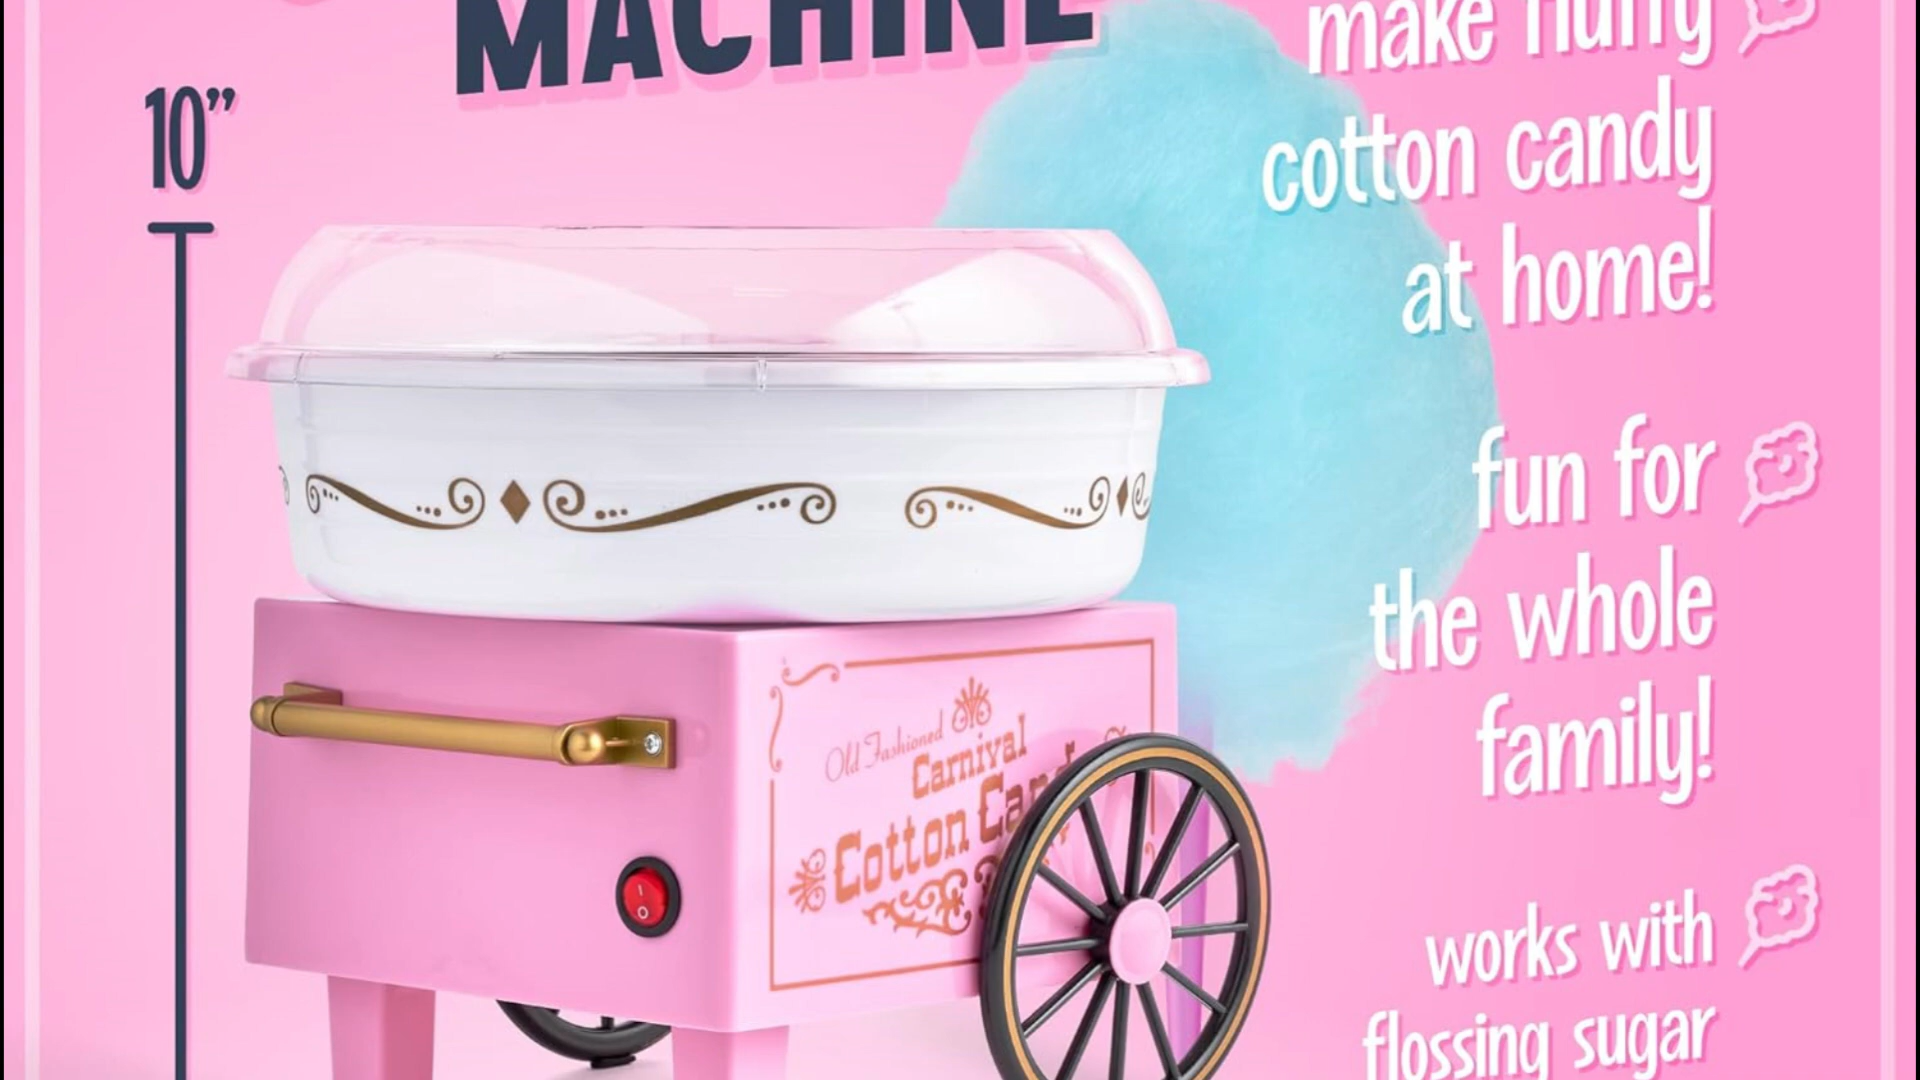 MACHINE
10”
make fluffy
cotton candy
at home!
fun for
the whole
family!
works with
flossing sugar
Old Fashioned
Carnival
Cotton Candy
I
O